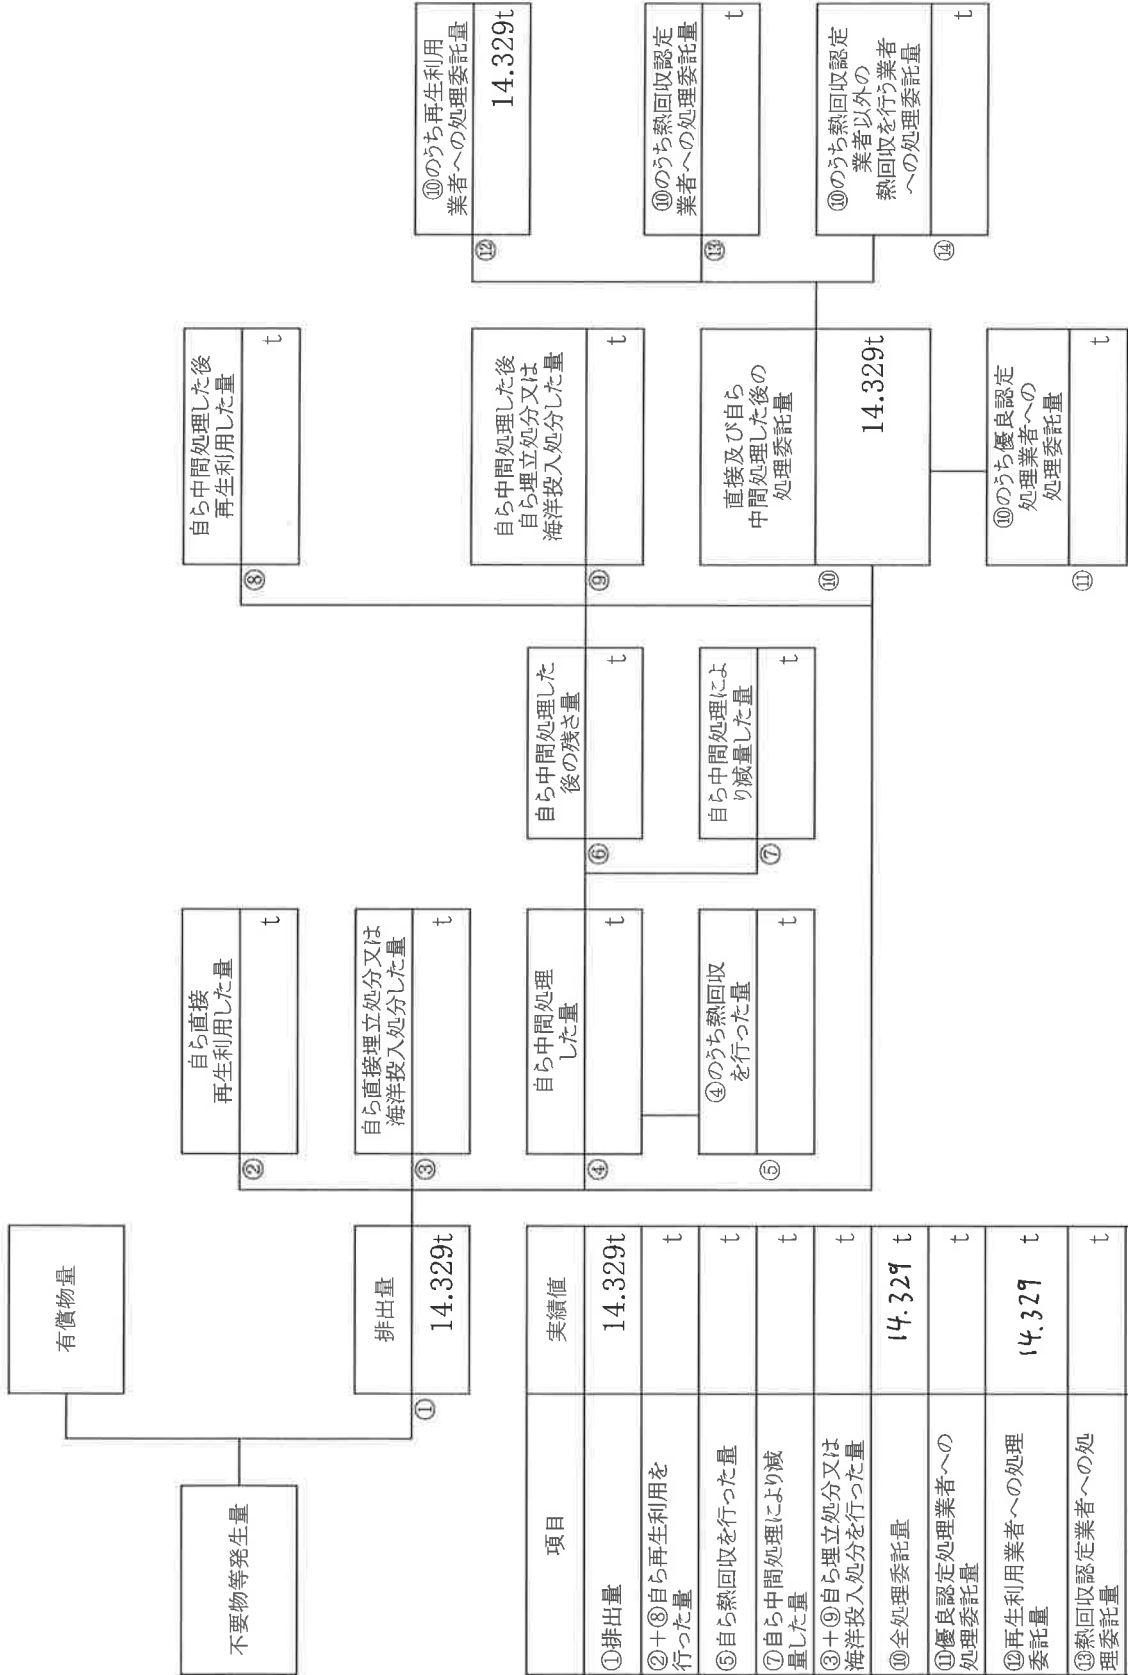 不要物等発生量
有償物量
①
排出量
14.329t
②
自ら直接
再生利用した量
t
③
自ら直接埋立処分又は
海洋投入処分した量
t
④
自ら中間処理
した量
t
⑤
④のうち熱回収
を行った量
t
⑥
自ら中間処理した
後の残さ量
t
⑦
自ら中間処理によ
り減量した量
t
⑧
自ら中間処理した後
再生利用した量
t
⑨
自ら中間処理した後
自ら埋立処分又は
海洋投入処分した量
t
⑩
直接及び自ら
中間処理した後の
処理委託量
14.329t
⑪
⑩のうち優良認定
処理業者への
処理委託量
t
⑫
⑩のうち再生利用
業者への処理委託量
14.329t
⑬
⑩のうち熱回収認定
業者への処理委託量
t
⑭
⑩のうち熱回収認定
業者以外の
熱回収を行う業者
への処理委託量
t
項目 実績値
①排出量 14.329t
②+⑧自ら再生利用を
行った量 t
⑤自ら熱回収を行った量 t
⑦自ら中間処理により減
量した量 t
③+⑨自ら埋立処分又は
海洋投入処分を行った量 t
⑩全処理委託量 14.329 t
⑪優良認定処理業者への
処理委託量 t
⑫再生利用業者への処理
委託量 14.329 t
⑬熱回収認定業者への処
理委託量 t